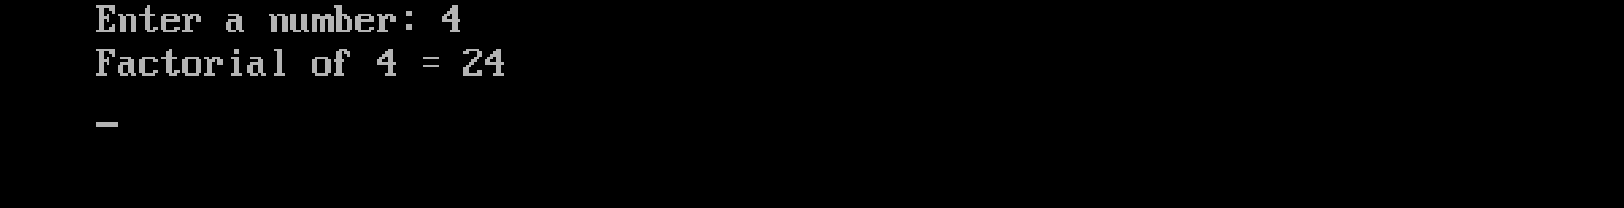 Enter a number: 4
Factorial of 4 = 24